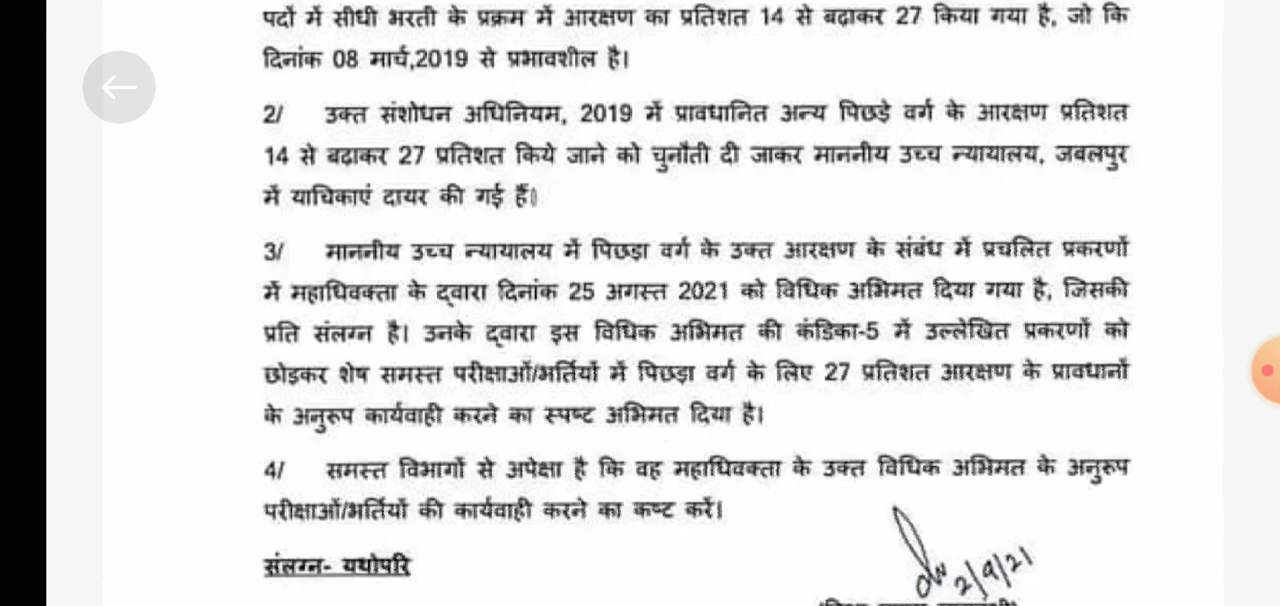 पदों में सीधी भरती के प्रक्रम में आरक्षण का प्रतिशत 14 से बढ़ाकर 27 किया गया है, जो कि
दिनांक 08 मार्च,2019 से प्रभावशील है।
2/ उक्त संशोधन अधिनियम, 2019 में प्रावधानित अन्य पिछड़े वर्ग के आरक्षण प्रतिशत
14 से बढ़ाकर 27 प्रतिशत किये जाने को चुनौती दी जाकर माननीय उच्च न्यायालय, जबलपुर
में याचिकाएं दायर की गई हैं।
3/ माननीय उच्च न्यायालय में पिछड़ा वर्ग के उक्त आरक्षण के संबंध में प्रचलित प्रकरणों
में महाधिवक्ता के द्वारा दिनांक 25 अगस्त 2021 को विधिक अभिमत दिया गया है, जिसकी
प्रति संलग्न है। उनके द्वारा इस विधिक अभिमत की कंडिका-5 में उल्लेखित प्रकरणों को
छोड़कर शेष समस्त परीक्षाओं/भर्तियों में पिछड़ा वर्ग के लिए 27 प्रतिशत आरक्षण के प्रावधानों
के अनुरूप कार्यवाही करने का स्पष्ट अभिमत दिया है।
4/ समस्त विभागों से अपेक्षा है कि वह महाधिवक्ता के उक्त विधिक अभिमत के अनुरूप
परीक्षाओं/भर्तियों की कार्यवाही करने का कष्ट करें।
संलग्न- यथोपरि
2/9/21